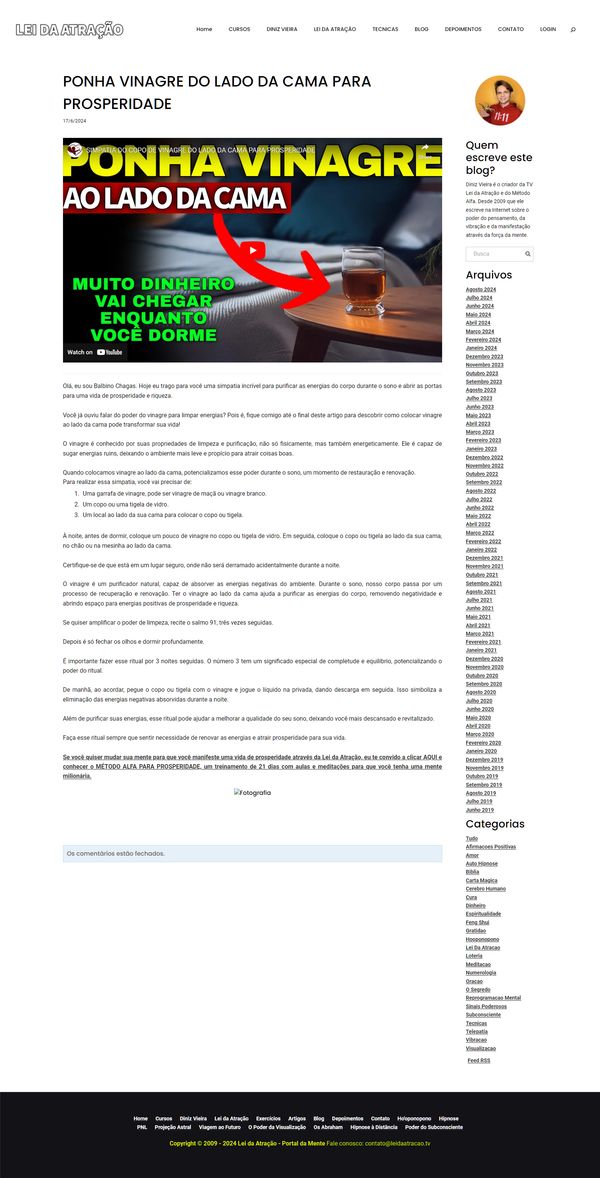 LEI DA ATRAÇÃO
Home CURSOS DINIZ VIEIRA LEI DA ATRAÇÃO TECNICAS BLOG DEPOIMENTOS CONTATO LOGIN
PONHA VINAGRE DO LADO DA CAMA PARA
PROSPERIDADE
17/6/2024
SIMPATIA DO COPO DE VINAGRE DO LADO DA CAMA PARA PROSPERIDADE
PONHA VINAGRE
AO LADO DA CAMA
MUITO DINHEIRO
VAI CHEGAR
ENQUANTO
VOCÊ DORME
Watch on YouTube
Olá, eu sou Balbino Chagas. Hoje eu trago para você uma simpatia incrível para purificar as energias do corpo durante o sono e abrir as portas
para uma vida de prosperidade e riqueza.
Você já ouviu falar do poder do vinagre para limpar energias? Pois é, fique comigo até o final deste artigo para descobrir como colocar vinagre
ao lado da cama pode transformar sua vida!
O vinagre é conhecido por suas propriedades de limpeza e purificação, não só fisicamente, mas também energeticamente. Ele é capaz de
sugar energias ruins, deixando o ambiente mais leve e propício para atrair coisas boas.
Quando colocamos vinagre ao lado da cama, potencializamos esse poder durante o sono, um momento de restauração e renovação.
Para realizar essa simpatia, você vai precisar de:
1. Uma garrafa de vinagre, pode ser vinagre de maçã ou vinagre branco.
2. Um copo ou uma tigela de vidro.
3. Um local ao lado da sua cama para colocar o copo ou tigela.
À noite, antes de dormir, coloque um pouco de vinagre no copo ou tigela de vidro. Em seguida, coloque o copo ou tigela ao lado da sua cama,
no chão ou na mesinha ao lado da cama.
Certifique-se de que está em um lugar seguro, onde não será derramado acidentalmente durante a noite.
O vinagre é um purificador natural, capaz de absorver as energias negativas do ambiente. Durante o sono, nosso corpo passa por um
processo de recuperação e renovação. Ter o vinagre ao lado da cama ajuda a purificar as energias do corpo, removendo negatividade e
abrindo espaço para energias positivas de prosperidade e riqueza.
Se quiser amplificar o poder de limpeza, recite o salmo 91, três vezes seguidas.
Depois é só fechar os olhos e dormir profundamente.
É importante fazer esse ritual por 3 noites seguidas. O número 3 tem um significado especial de completude e equilíbrio, potencializando o
poder do ritual.
De manhã, ao acordar, pegue o copo ou tigela com o vinagre e jogue o líquido na privada, dando descarga em seguida. Isso simboliza a
eliminação das energias negativas absorvidas durante a noite.
Além de purificar suas energias, esse ritual pode ajudar a melhorar a qualidade do seu sono, deixando você mais descansado e revitalizado.
Faça esse ritual sempre que sentir necessidade de renovar as energias e atrair prosperidade para sua vida.
Se você quiser mudar sua mente para que você manifeste uma vida de prosperidade através da Lei da Atração, eu te convido a clicar AQUI e
conhecer o MÉTODO ALFA PARA PROSPERIDADE, um treinamento de 21 dias com aulas e meditações para que você tenha uma mente
milionária.
Fotografia
Os comentários estão fechados.
11:11
Quem
escreve este
blog?
Diniz Vieira é o criador da TV
Lei da Atração e do Método
Alfa. Desde 2009 que ele
escreve na Internet sobre o
poder do pensamento, da
vibração e da manifestação
através da força da mente.
Busca
Arquivos
Agosto 2024
Julho 2024
Junho 2024
Maio 2024
Abril 2024
Março 2024
Fevereiro 2024
Janeiro 2024
Dezembro 2023
Novembro 2023
Outubro 2023
Setembro 2023
Agosto 2023
Julho 2023
Junho 2023
Maio 2023
Abril 2023
Março 2023
Fevereiro 2023
Janeiro 2023
Dezembro 2022
Novembro 2022
Outubro 2022
Setembro 2022
Agosto 2022
Julho 2022
Junho 2022
Maio 2022
Abril 2022
Março 2022
Fevereiro 2022
Janeiro 2022
Dezembro 2021
Novembro 2021
Outubro 2021
Setembro 2021
Agosto 2021
Julho 2021
Junho 2021
Maio 2021
Abril 2021
Março 2021
Fevereiro 2021
Janeiro 2021
Dezembro 2020
Novembro 2020
Outubro 2020
Setembro 2020
Agosto 2020
Julho 2020
Junho 2020
Maio 2020
Abril 2020
Março 2020
Fevereiro 2020
Janeiro 2020
Dezembro 2019
Novembro 2019
Outubro 2019
Setembro 2019
Agosto 2019
Julho 2019
Junho 2019
Categorias
Tudo
Afirmacoes Positivas
Amor
Auto Hipnose
Biblia
Carta Magica
Cerebro Humano
Cura
Dinheiro
Espiritualidade
Feng Shui
Gratidao
Hooponopono
Lei Da Atracao
Loteria
Meditacao
Numerologia
Oracao
O Segredo
Reprogramacao Mental
Sinais Poderosos
Subconsciente
Tecnicas
Telepatia
Vibracao
Visualizacao
Feed RSS
Home Cursos Diniz Vieira Lei da Atração Exercícios Artigos Blog Depoimentos Contato Ho'oponopono Hipnose
PNL Projeção Astral Viagem ao Futuro O Poder da Visualização Os Abraham Hipnose à Distância Poder do Subconsciente
Copyright © 2009 - 2024 Lei da Atração - Portal da Mente Fale conosco: contato@leidaatracao.tv